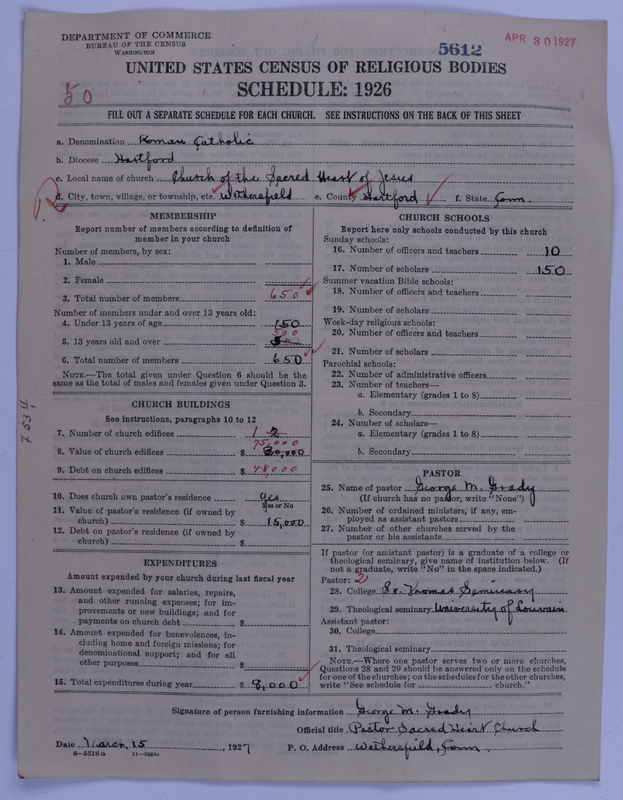 DEPARTMENT OF COMMERCE
BUREAU OF THE CENSUS
WASHINGTON
5612
APR 30 1927
UNITED STATES CENSUS OF RELIGIOUS BODIES
SCHEDULE: 1926
50
FILL OUT A SEPARATE SCHEDULE FOR EACH CHURCH. SEE INSTRUCTIONS ON THE BACK OF THIS SHEET
a. Denomination Roman Catholic
b. Diocese Hartford
c. Local name of church Church of the Sacred Heart of Jesus
d. City, town, village, or township, etc. Wethersfield e. County Hartford f. State Conn.
MEMBERSHIP
Report number of members according to definition of
member in your church
Number of members, by sex:
1. Male
2. Female
3. Total number of members 650
Number of members under and over 13 years old:
4. Under 13 years of age 150
500
5. 13 years old and over
6. Total number of members 650
NOTE.—The total given under Question 6 should be the
same as the total of males and females given under Question 3.
CHURCH BUILDINGS
See instructions, paragraphs 10 to 12
7. Number of church edifices 1 2
75,000
8. Value of church edifices $ 60,000
9. Debt on church edifices $ 48000
10. Does church own pastor's residence yes
Yes or No
11. Value of pastor's residence (if owned by
church) $ 15,000
12. Debt on pastor's residence (if owned by
church) $
EXPENDITURES
Amount expended by your church during last fiscal year
13. Amount expended for salaries, repairs,
and other running expenses; for im-
provements or new buildings; and for
payments on church debt $
14. Amount expended for benevolences, in-
cluding home and foreign missions; for
denominational support; and for all
other purposes $
15. Total expenditures during year $ 8,000
CHURCH SCHOOLS
Report here only schools conducted by this church
Sunday schools:
16. Number of officers and teachers 10
17. Number of scholars 150
Summer vacation Bible schools:
18. Number of officers and teachers
19. Number of scholars
Week-day religious schools:
20. Number of officers and teachers
21. Number of scholars
Parochial schools:
22. Number of administrative officers
23. Number of teachers—
a. Elementary (grades 1 to 8)
b. Secondary
24. Number of scholars—
a. Elementary (grades 1 to 8)
b. Secondary
PASTOR
25. Name of pastor George M. Grady
(If church has no pastor, write "None")
26. Number of ordained ministers, if any, em-
ployed as assistant pastors
27. Number of other churches served by the
pastor or his assistants
If pastor (or assistant pastor) is a graduate of a college or
theological seminary, give name of institution below. (If
not a graduate, write "No" in the space indicated.)
Pastor: 2
28. College St. Thomas Seminary
29. Theological seminary University of Louvain
Assistant pastor:
30. College
31. Theological seminary
NOTE.—Where one pastor serves two or more churches,
Questions 28 and 29 should be answered only on the schedule
for one of the churches; on the schedules for the other churches,
write "See schedule for church."
Signature of person furnishing information George M. Grady
Official title Pastor Sacred Heart Church
Date March 15, 1927 P. O. Address Wethersfield, Conn.